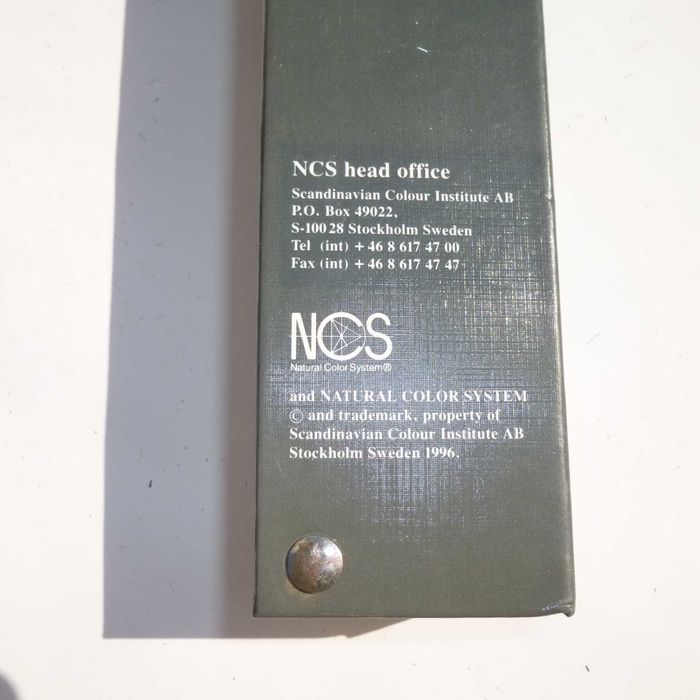 NCS head office
Scandinavian Colour Institute AB
P.O. Box 49022,
S-100 28 Stockholm Sweden
Tel (int) + 46 8 617 47 00
Fax (int) + 46 8 617 47 47
NCS
Natural Color System®
and NATURAL COLOR SYSTEM
© and trademark, property of
Scandinavian Colour Institute AB
Stockholm Sweden 1996.